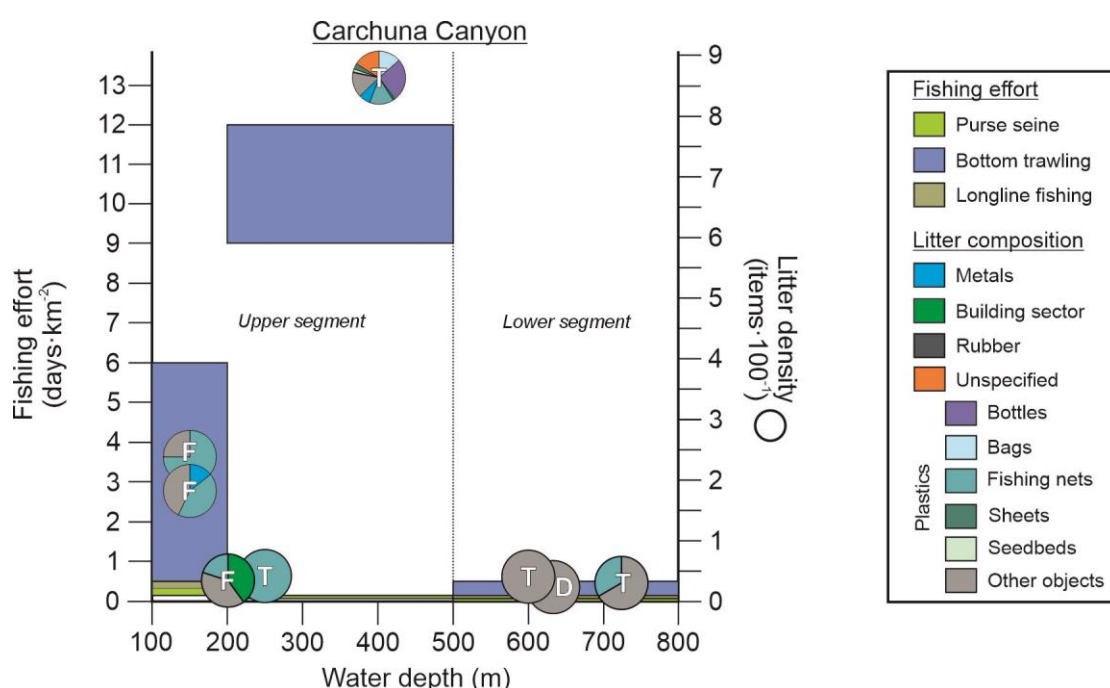 Carchuna Canyon
Fishing effort
(days·km⁻²)
13
12
11
10
9
8
7
6
5
4
3
2
1
0
T
Upper segment
Lower segment
F
F
F
T
T
D
T
100
200
300
400
500
600
700
800
Water depth (m)
9
8
7
6
5
4
3
2
1
0
Litter density
(items·100⁻¹)
Fishing effort
Purse seine
Bottom trawling
Longline fishing
Litter composition
Metals
Building sector
Rubber
Unspecified
Plastics
Bottles
Bags
Fishing nets
Sheets
Seedbeds
Other objects